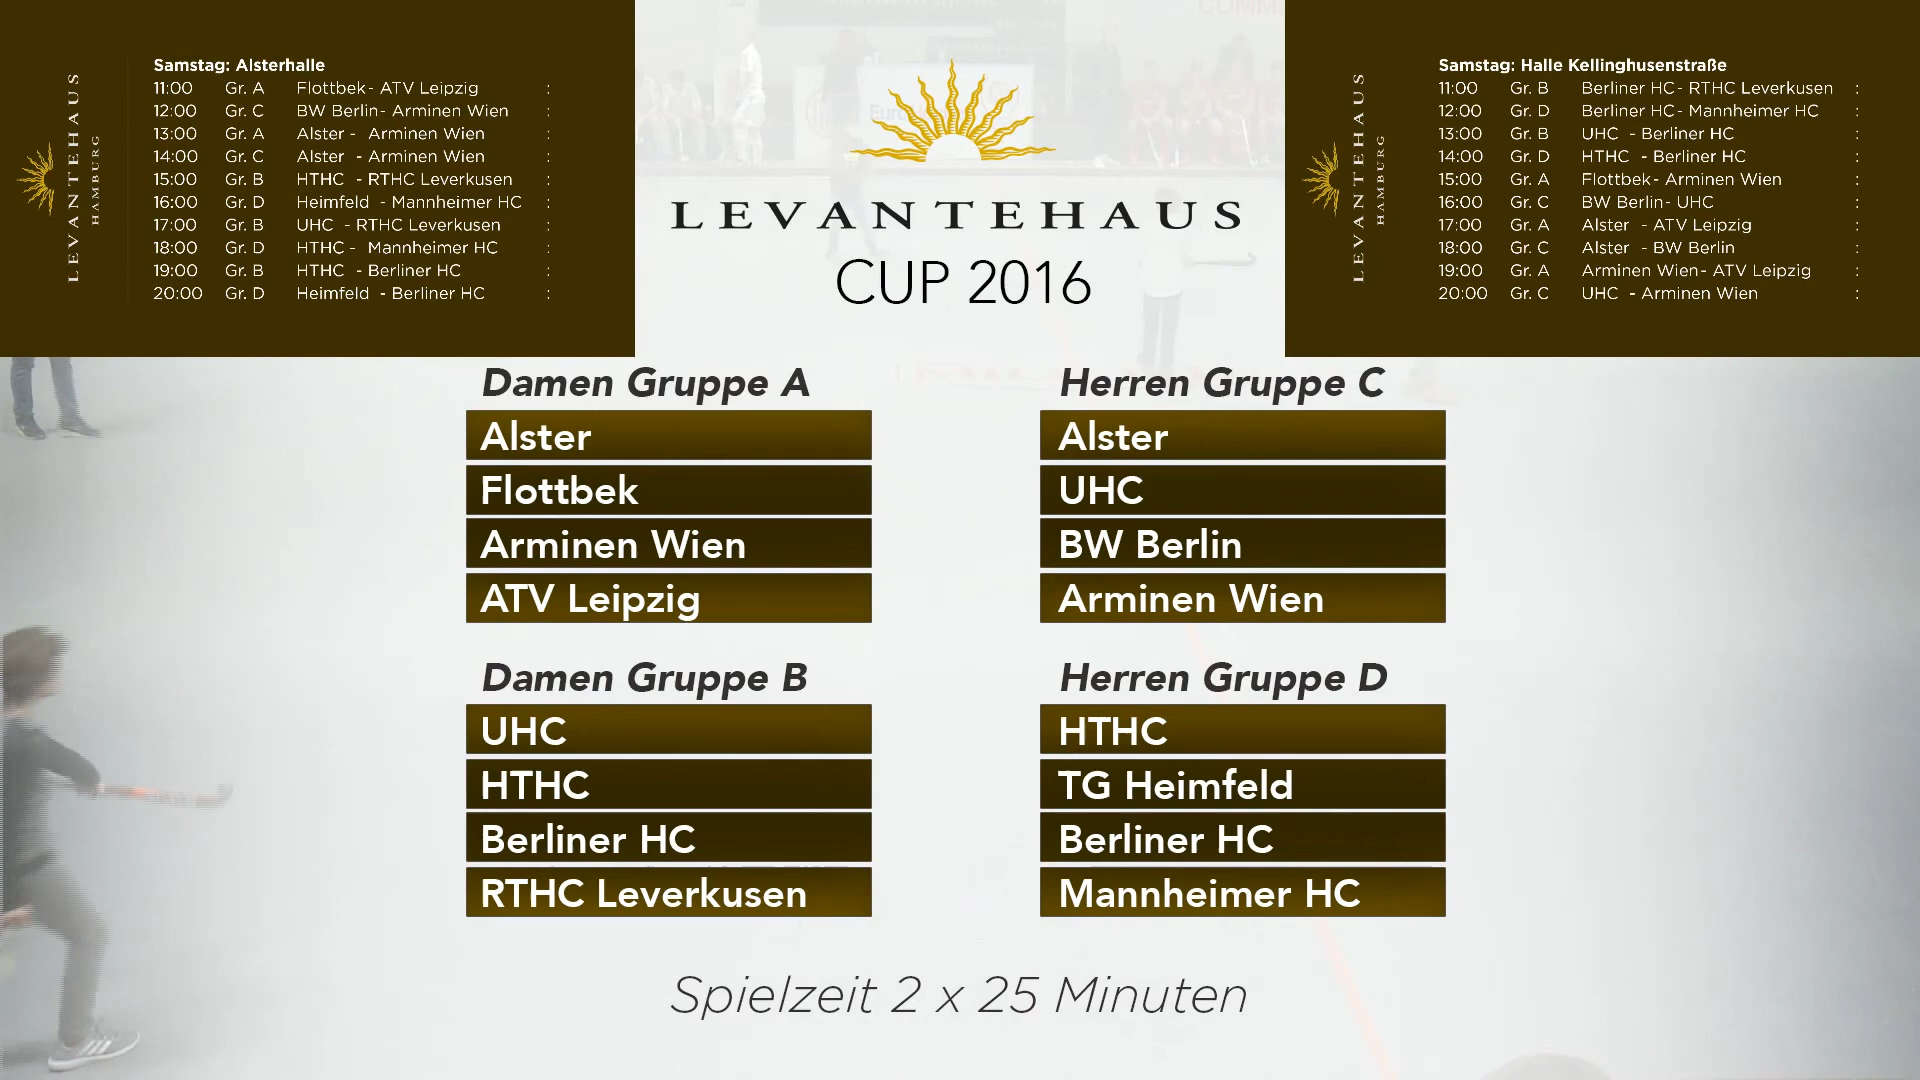 Samstag: Alsterhalle
11:00 Gr. A Flottbek- ATV Leipzig :
12:00 Gr. C BW Berlin- Arminen Wien :
13:00 Gr. A Alster - Arminen Wien :
14:00 Gr. C Alster - Arminen Wien :
15:00 Gr. B HTHC - RTHC Leverkusen :
16:00 Gr. D Heimfeld - Mannheimer HC :
17:00 Gr. B UHC - RTHC Leverkusen :
18:00 Gr. D HTHC - Mannheimer HC :
19:00 Gr. B HTHC - Berliner HC :
20:00 Gr. D Heimfeld - Berliner HC :
LEVANTEHAUS
HAMBURG
LEVANTEHAUS
CUP 2016
Samstag: Halle Kellinghusenstraße
11:00 Gr. B Berliner HC- RTHC Leverkusen :
12:00 Gr. D Berliner HC- Mannheimer HC :
13:00 Gr. B UHC - Berliner HC :
14:00 Gr. D HTHC - Berliner HC :
15:00 Gr. A Flottbek- Arminen Wien :
16:00 Gr. C BW Berlin- UHC :
17:00 Gr. A Alster - ATV Leipzig :
18:00 Gr. C Alster - BW Berlin :
19:00 Gr. A Arminen Wien- ATV Leipzig :
20:00 Gr. C UHC - Arminen Wien :
LEVANTEHAUS
HAMBURG
Damen Gruppe A
Alster
Flottbek
Arminen Wien
ATV Leipzig
Herren Gruppe C
Alster
UHC
BW Berlin
Arminen Wien
Damen Gruppe B
UHC
HTHC
Berliner HC
RTHC Leverkusen
Herren Gruppe D
HTHC
TG Heimfeld
Berliner HC
Mannheimer HC
Spielzeit 2 x 25 Minuten